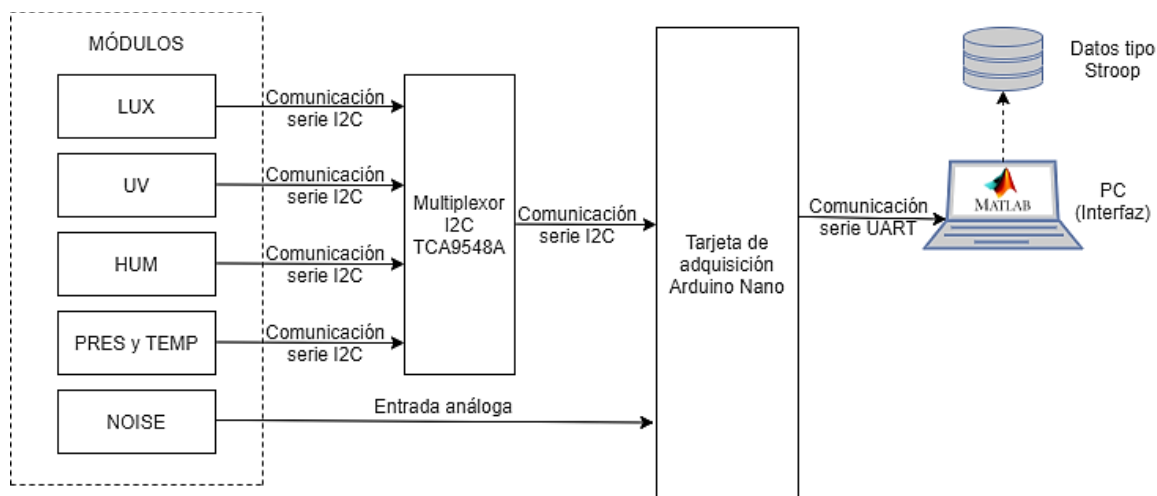 MÓDULOS
LUX
Comunicación
serie I2C
UV
Comunicación
serie I2C
HUM
Comunicación
serie I2C
PRES y TEMP
Comunicación
serie I2C
NOISE
Entrada análoga
Multiplexor
I2C
TCA9548A
Comunicación
serie I2C
Tarjeta de
adquisición
Arduino Nano
Comunicación
serie UART
Datos tipo
Stroop
MATLAB
PC
(Interfaz)